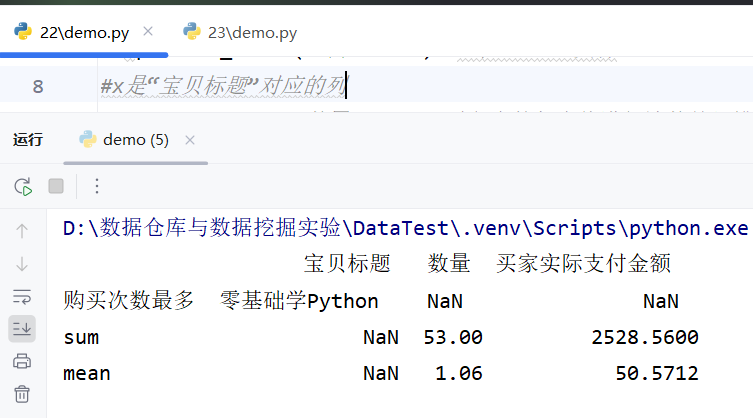 22\demo.py 23\demo.py
8 #x是“宝贝标题”对应的列
运行 demo (5)
D:\数据仓库与数据挖掘实验\DataTest\.venv\Scripts\python.exe
宝贝标题 数量 买家实际支付金额
购买次数最多 零基础学Python NaN NaN
sum NaN 53.00 2528.5600
mean NaN 1.06 50.5712